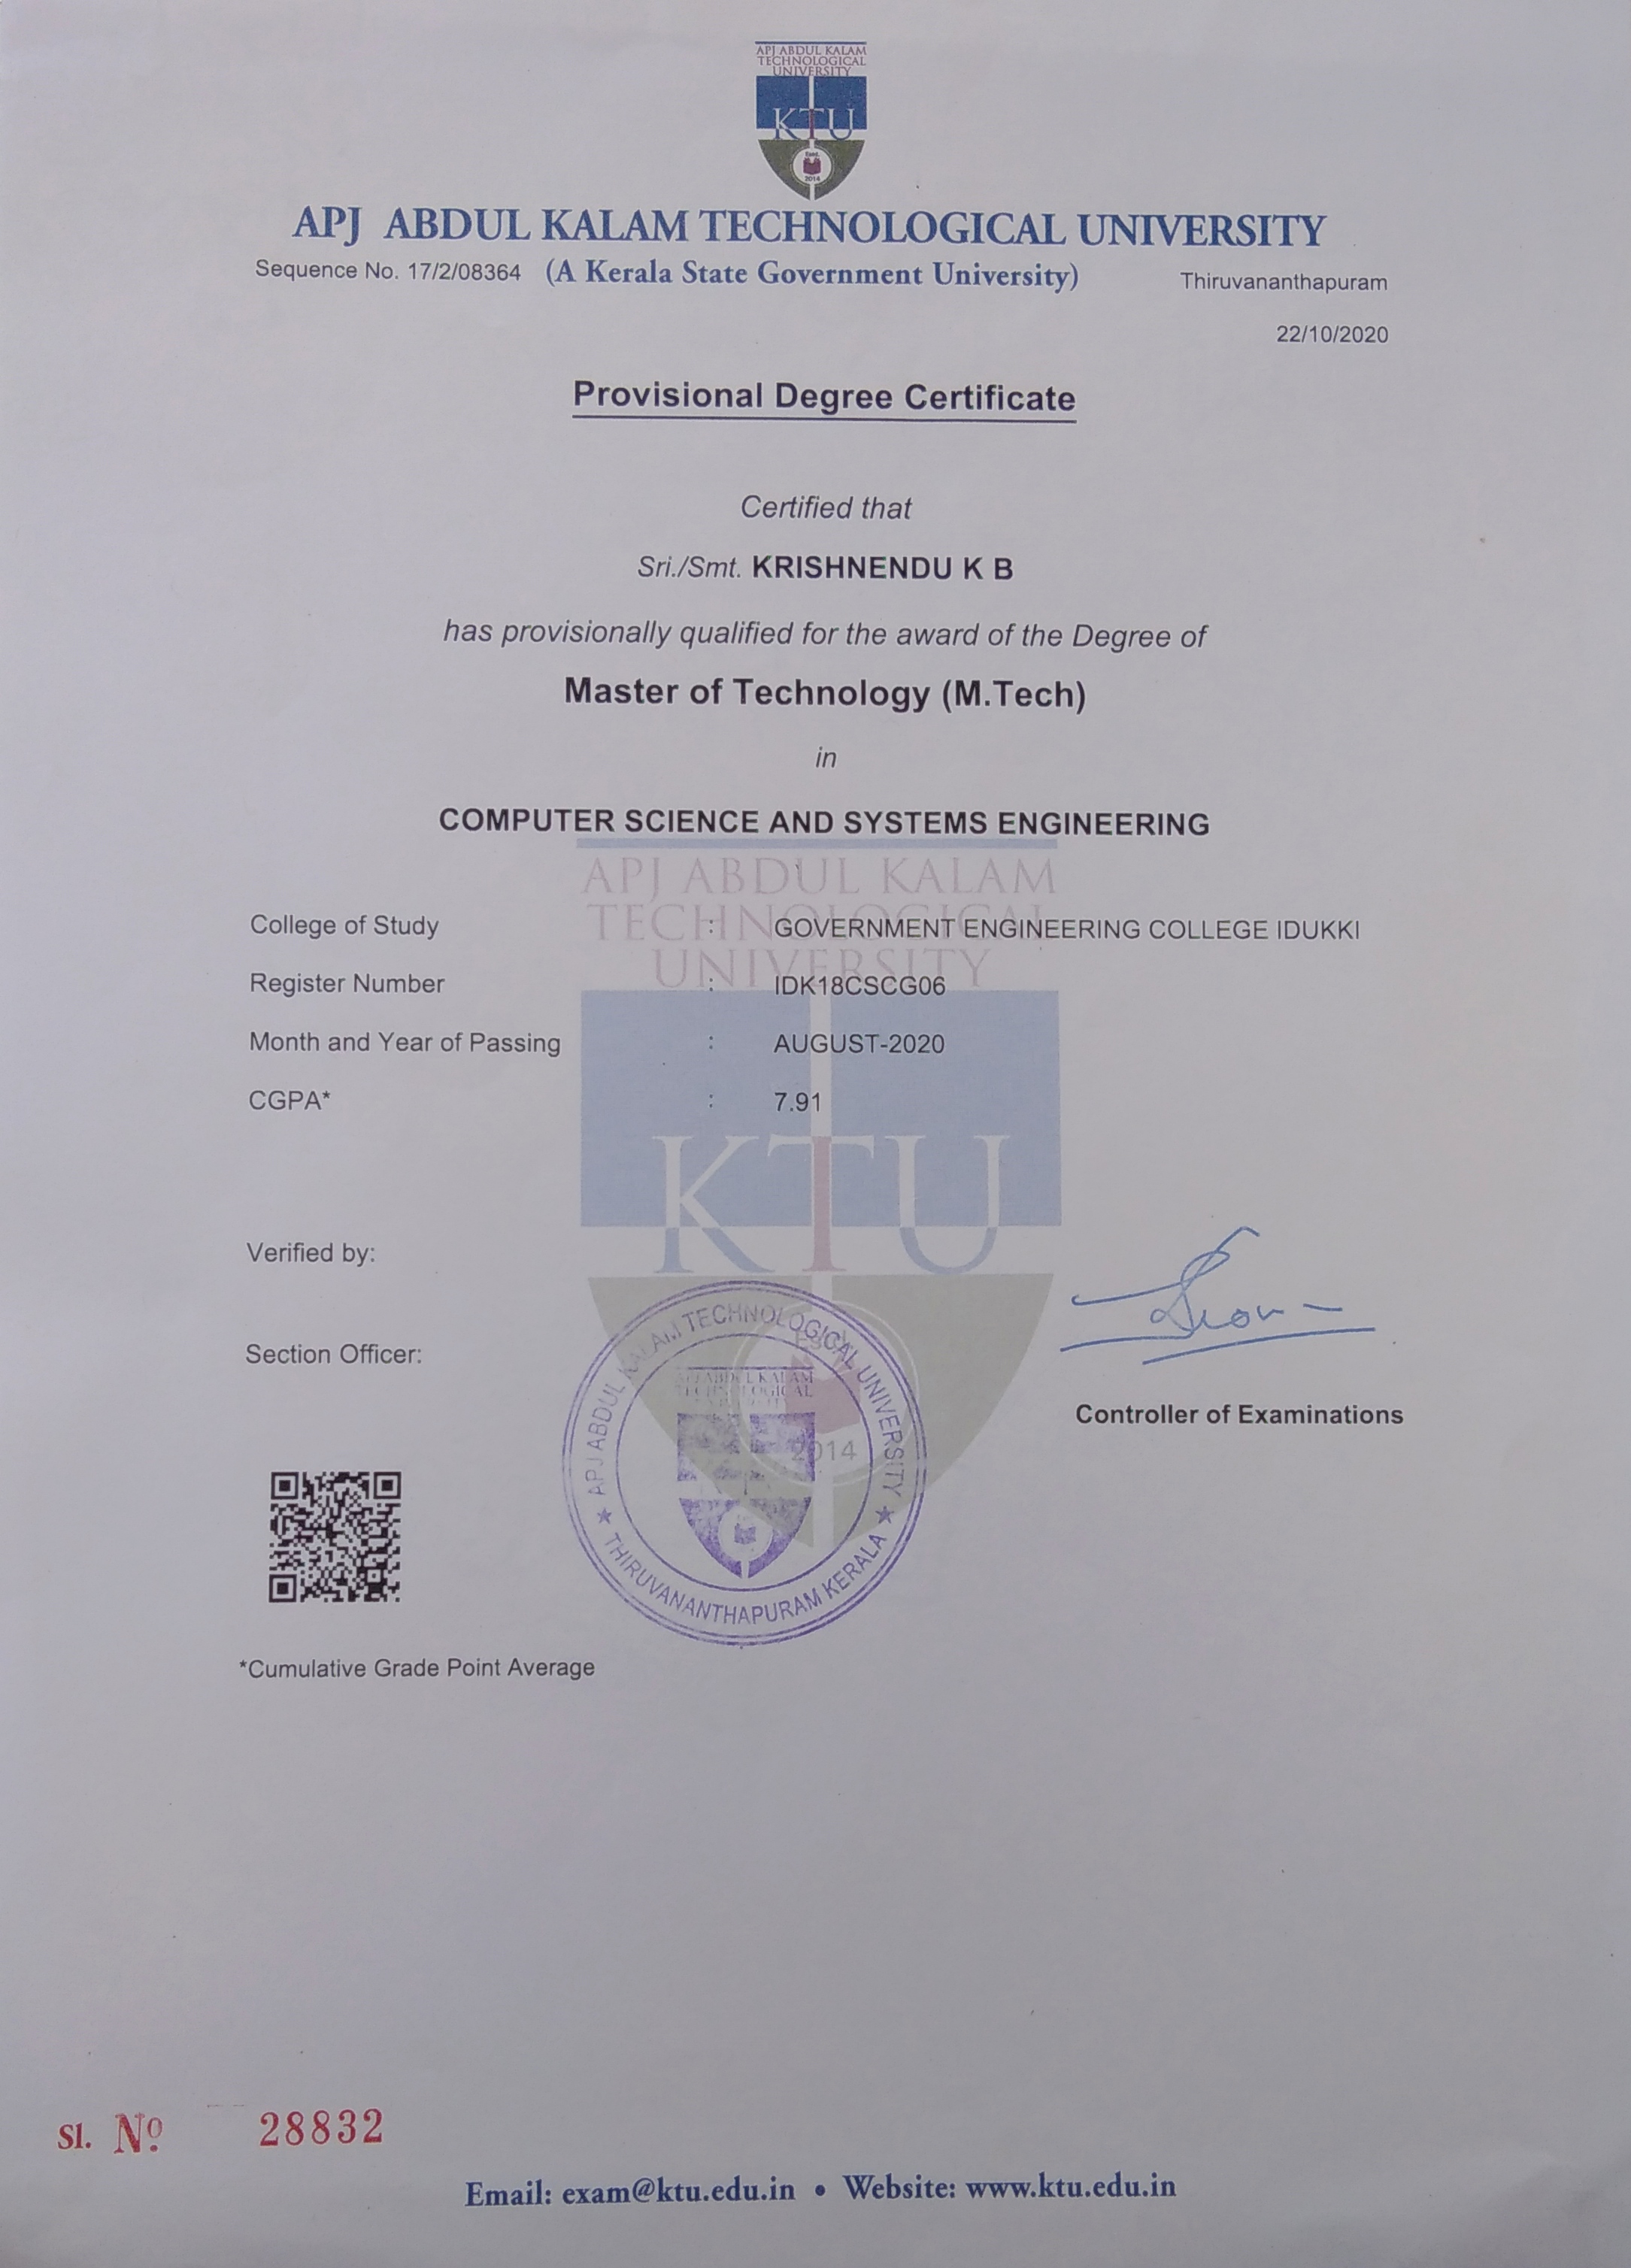 APJ ABDUL KALAM
TECHNOLOGICAL
UNIVERSITY
KTU
Estd.
2014
APJ ABDUL KALAM TECHNOLOGICAL UNIVERSITY
Sequence No. 17/2/08364 (A Kerala State Government University) Thiruvananthapuram
22/10/2020
Provisional Degree Certificate
Certified that
Sri./Smt. KRISHNENDU K B
has provisionally qualified for the award of the Degree of
Master of Technology (M.Tech)
in
COMPUTER SCIENCE AND SYSTEMS ENGINEERING
APJ ABDUL KALAM
TECHNOLOGICAL
UNIVERSITY
College of Study : GOVERNMENT ENGINEERING COLLEGE IDUKKI
Register Number : IDK18CSCG06
Month and Year of Passing : AUGUST-2020
CGPA* : 7.91
KTU
Verified by:
Section Officer:
Controller of Examinations
APJ ABDUL KALAM TECHNOLOGICAL UNIVERSITY
APJ ABDUL KALAM
TECHNOLOGICAL
2014
★ THIRUVANANTHAPURAM KERALA ★
*Cumulative Grade Point Average
Sl. Nº 28832
Email: exam@ktu.edu.in • Website: www.ktu.edu.in